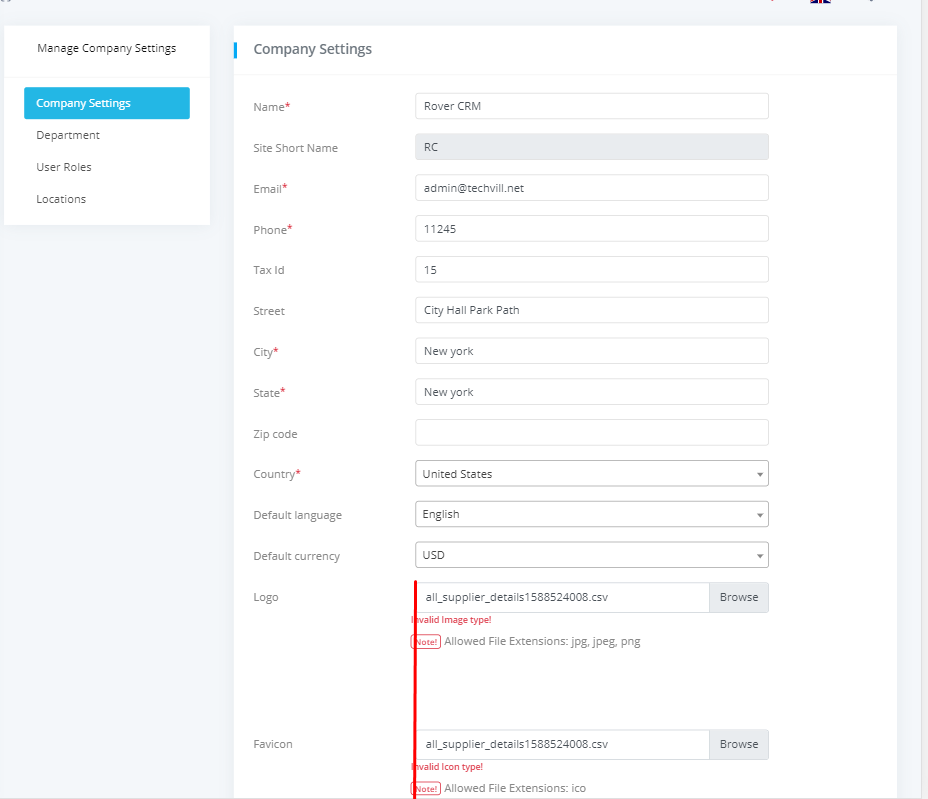 Manage Company Settings
Company Settings
Department
User Roles
Locations
Company Settings
Name* Rover CRM
Site Short Name RC
Email* admin@techvill.net
Phone* 11245
Tax Id 15
Street City Hall Park Path
City* New york
State* New york
Zip code
Country* United States
Default language English
Default currency USD
Logo all_supplier_details1588524008.csv Browse
Invalid Image type!
Note! Allowed File Extensions: jpg, jpeg, png
Favicon all_supplier_details1588524008.csv Browse
Invalid Icon type!
Note! Allowed File Extensions: ico